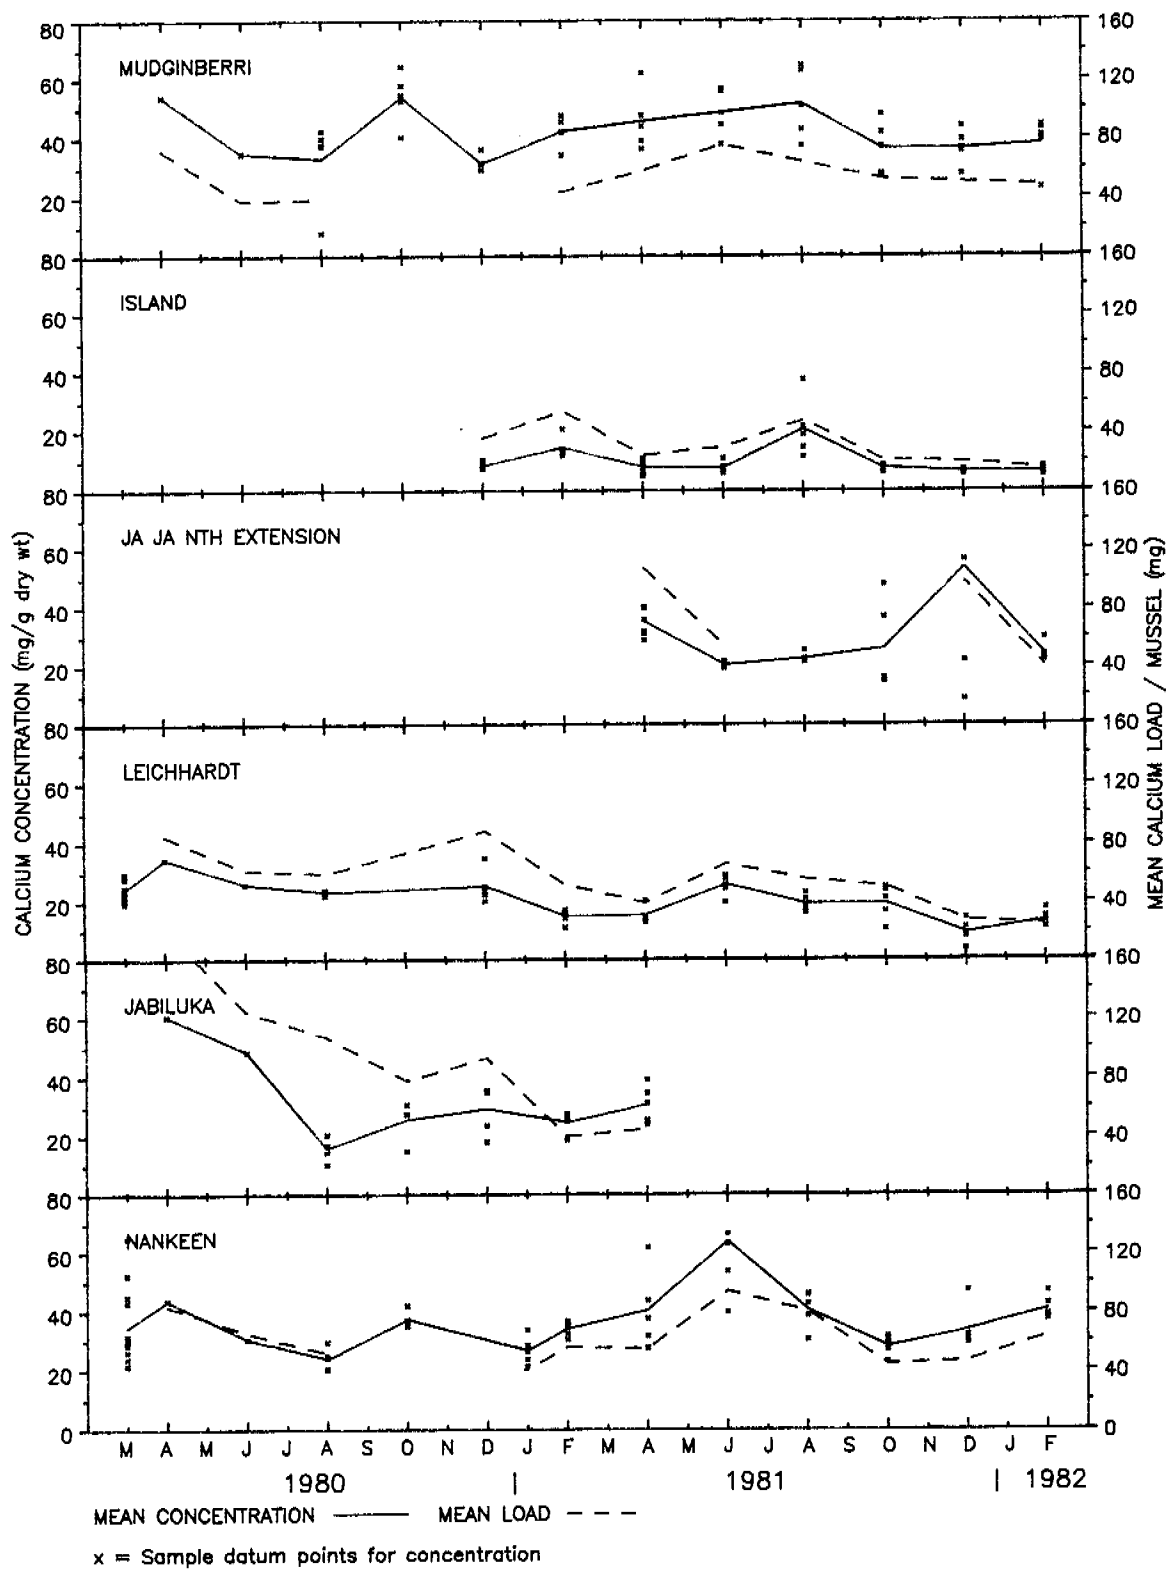 80 160
MUDGINBERRI
60 120
40 80
20 40
80 160
ISLAND
120
60
40 80
20 40
80 160
JA JA NTH EXTENSION
60 120
40 80
20 40
80 160
LEICHHARDT
60 120
40 80
20 40
80 160
JABILUKA
60 120
40 80
20 40
80 160
NANKEEN
60 120
40 80
20 40
0 0
CALCIUM CONCENTRATION (mg/g dry wt)
MEAN CALCIUM LOAD / MUSSEL (mg)
M A M J J A S O N D J F M A M J J A S O N D J F
1980 | 1981 | 1982
MEAN CONCENTRATION MEAN LOAD
x = Sample datum points for concentration